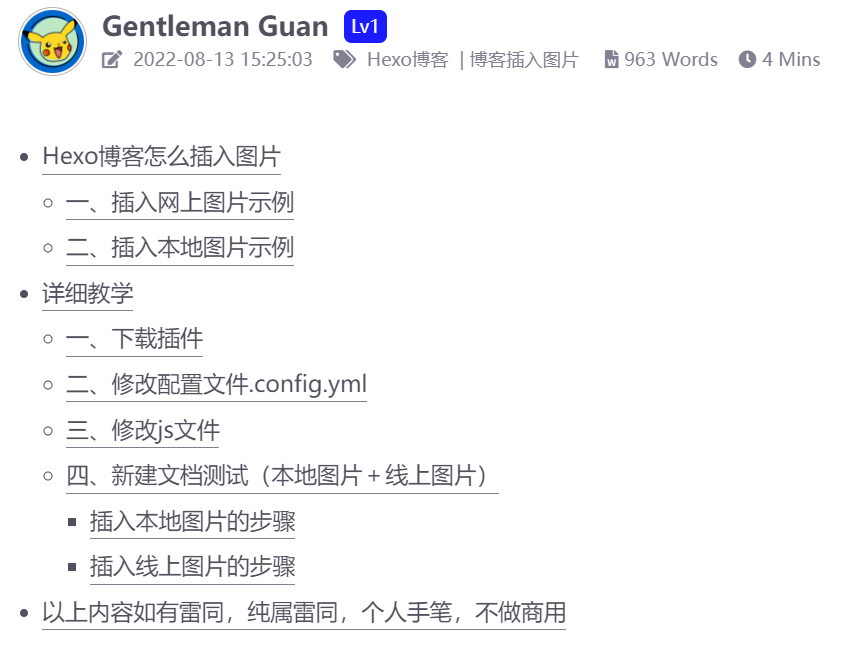 Gentleman Guan Lv1
2022-08-13 15:25:03 Hexo博客 | 博客插入图片 963 Words 4 Mins
Hexo博客怎么插入图片
一、插入网上图片示例
二、插入本地图片示例
详细教学
一、下载插件
二、修改配置文件.config.yml
三、修改js文件
四、新建文档测试（本地图片＋线上图片）
插入本地图片的步骤
插入线上图片的步骤
以上内容如有雷同，纯属雷同，个人手笔，不做商用